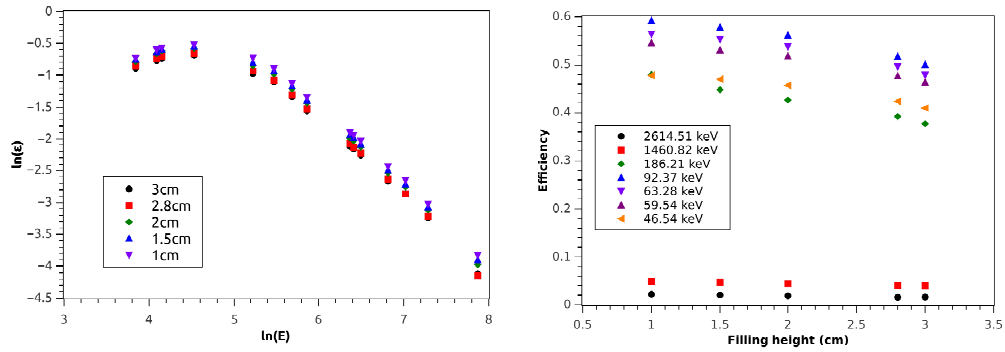 0
−0.5
−1
−1.5
−2
−2.5
−3
−3.5
−4
−4.5
ln(ε)
3cm
2.8cm
2cm
1.5cm
1cm
3
4
5
6
7
8
ln(E)
0.6
0.5
0.4
0.3
0.2
0.1
0
Efficiency
2614.51 keV
1460.82 keV
186.21 keV
92.37 keV
63.28 keV
59.54 keV
46.54 keV
0.5
1
1.5
2
2.5
3
3.5
Filling height (cm)